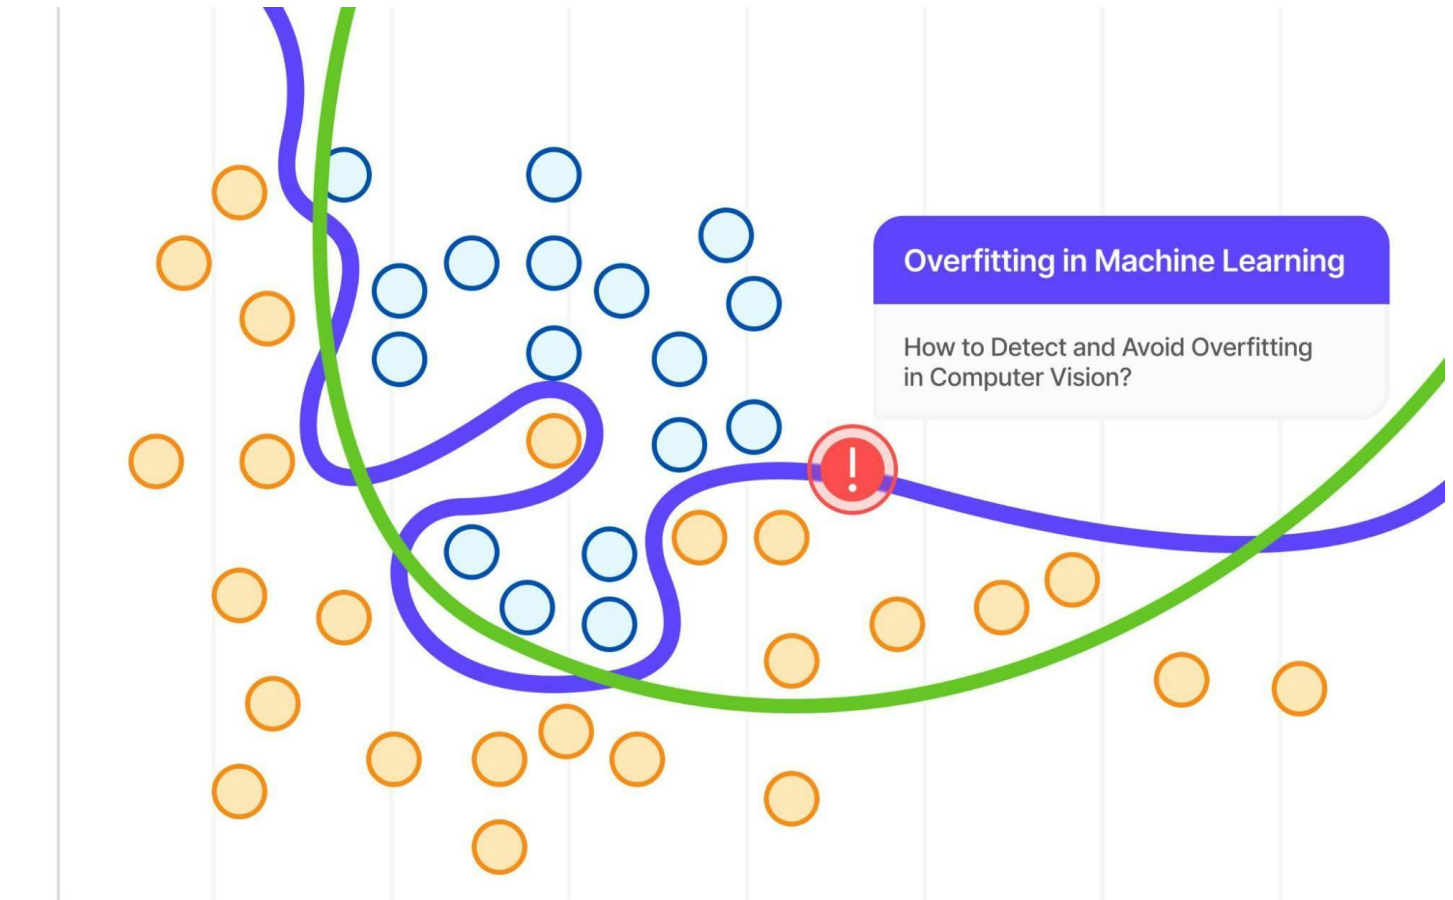 Overfitting in Machine Learning
How to Detect and Avoid Overfitting
in Computer Vision?